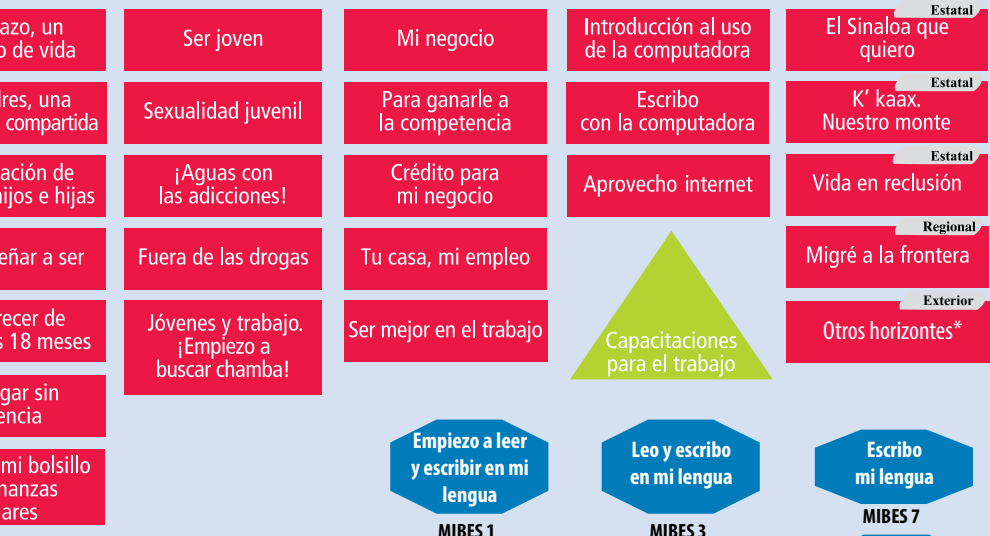 azo, un
o de vida
Ser joven
Mi negocio
Introducción al uso
de la computadora
Estatal
El Sinaloa que
quiero
res, una
compartida
Sexualidad juvenil
Para ganarle a
la competencia
Escribo
con la computadora
Estatal
K' kaax.
Nuestro monte
ación de
ijos e hijas
¡Aguas con
las adicciones!
Crédito para
mi negocio
Aprovecho internet
Estatal
Vida en reclusión
eñar a ser
Fuera de las drogas
Tu casa, mi empleo
Regional
Migré a la frontera
recer de
s 18 meses
Jóvenes y trabajo.
¡Empiezo a
buscar chamba!
Ser mejor en el trabajo
Capacitaciones
para el trabajo
Exterior
Otros horizontes*
gar sin
encia
mi bolsillo
nanzas
ares
Empiezo a leer
y escribir en mi
lengua
MIBES 1
Leo y escribo
en mi lengua
MIBES 3
Escribo
mi lengua
MIBES 7